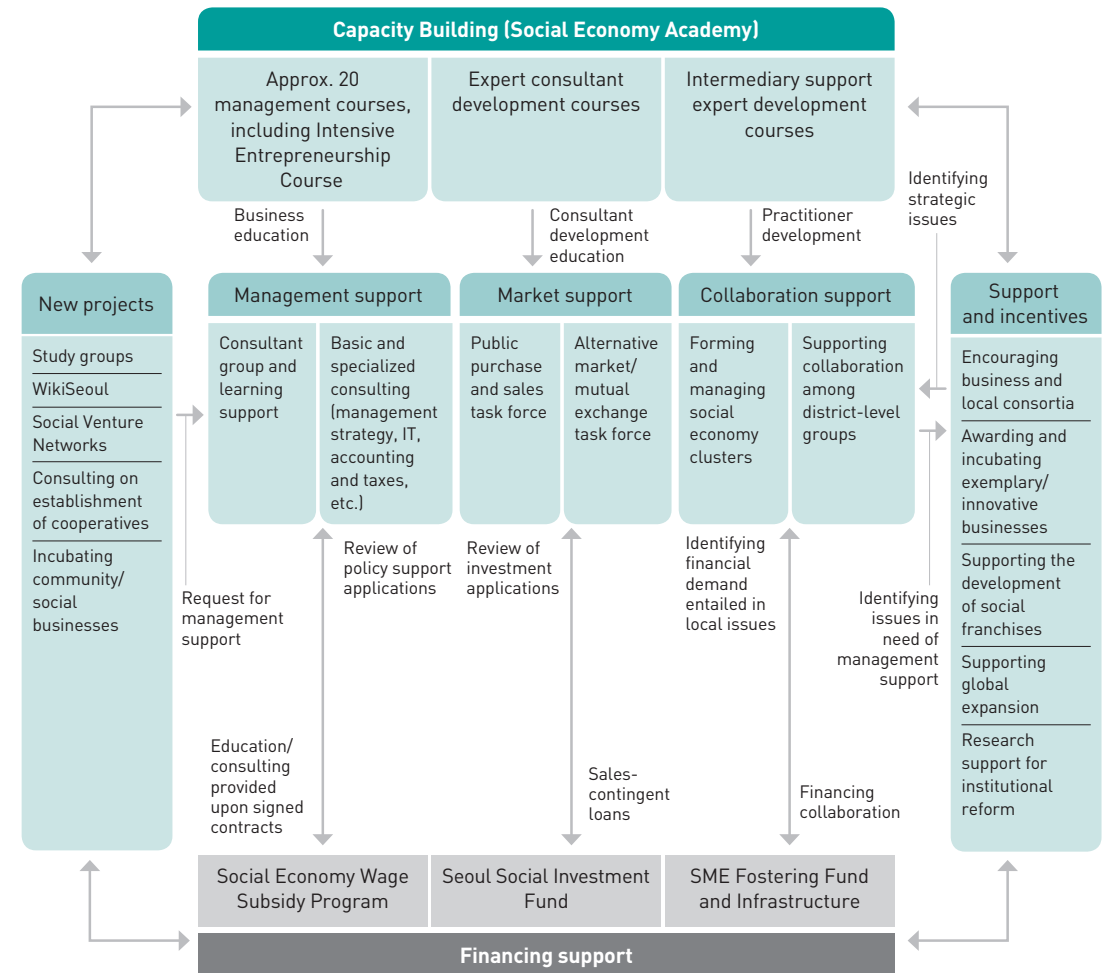 Capacity Building (Social Economy Academy)
Approx. 20
management courses,
including Intensive
Entrepreneurship
Course
Expert consultant
development courses
Intermediary support
expert development
courses
Business
education
Consultant
development
education
Practitioner
development
Identifying
strategic
issues
New projects
Study groups
WikiSeoul
Social Venture
Networks
Consulting on
establishment
of cooperatives
Incubating
community/
social
businesses
Request for
management
support
Management support
Consultant
group and
learning
support
Basic and
specialized
consulting
(management
strategy, IT,
accounting
and taxes,
etc.)
Market support
Public
purchase
and sales
task force
Alternative
market/
mutual
exchange
task force
Collaboration support
Forming
and
managing
social
economy
clusters
Supporting
collaboration
among
district-level
groups
Support
and incentives
Encouraging
business and
local consortia
Awarding and
incubating
exemplary/
innovative
businesses
Supporting the
development
of social
franchises
Supporting
global
expansion
Research
support for
institutional
reform
Review of
policy support
applications
Review of
investment
applications
Identifying
financial
demand
entailed in
local issues
Identifying
issues in
need of
management
support
Education/
consulting
provided
upon signed
contracts
Sales-
contingent
loans
Financing
collaboration
Social Economy Wage
Subsidy Program
Seoul Social Investment
Fund
SME Fostering Fund
and Infrastructure
Financing support